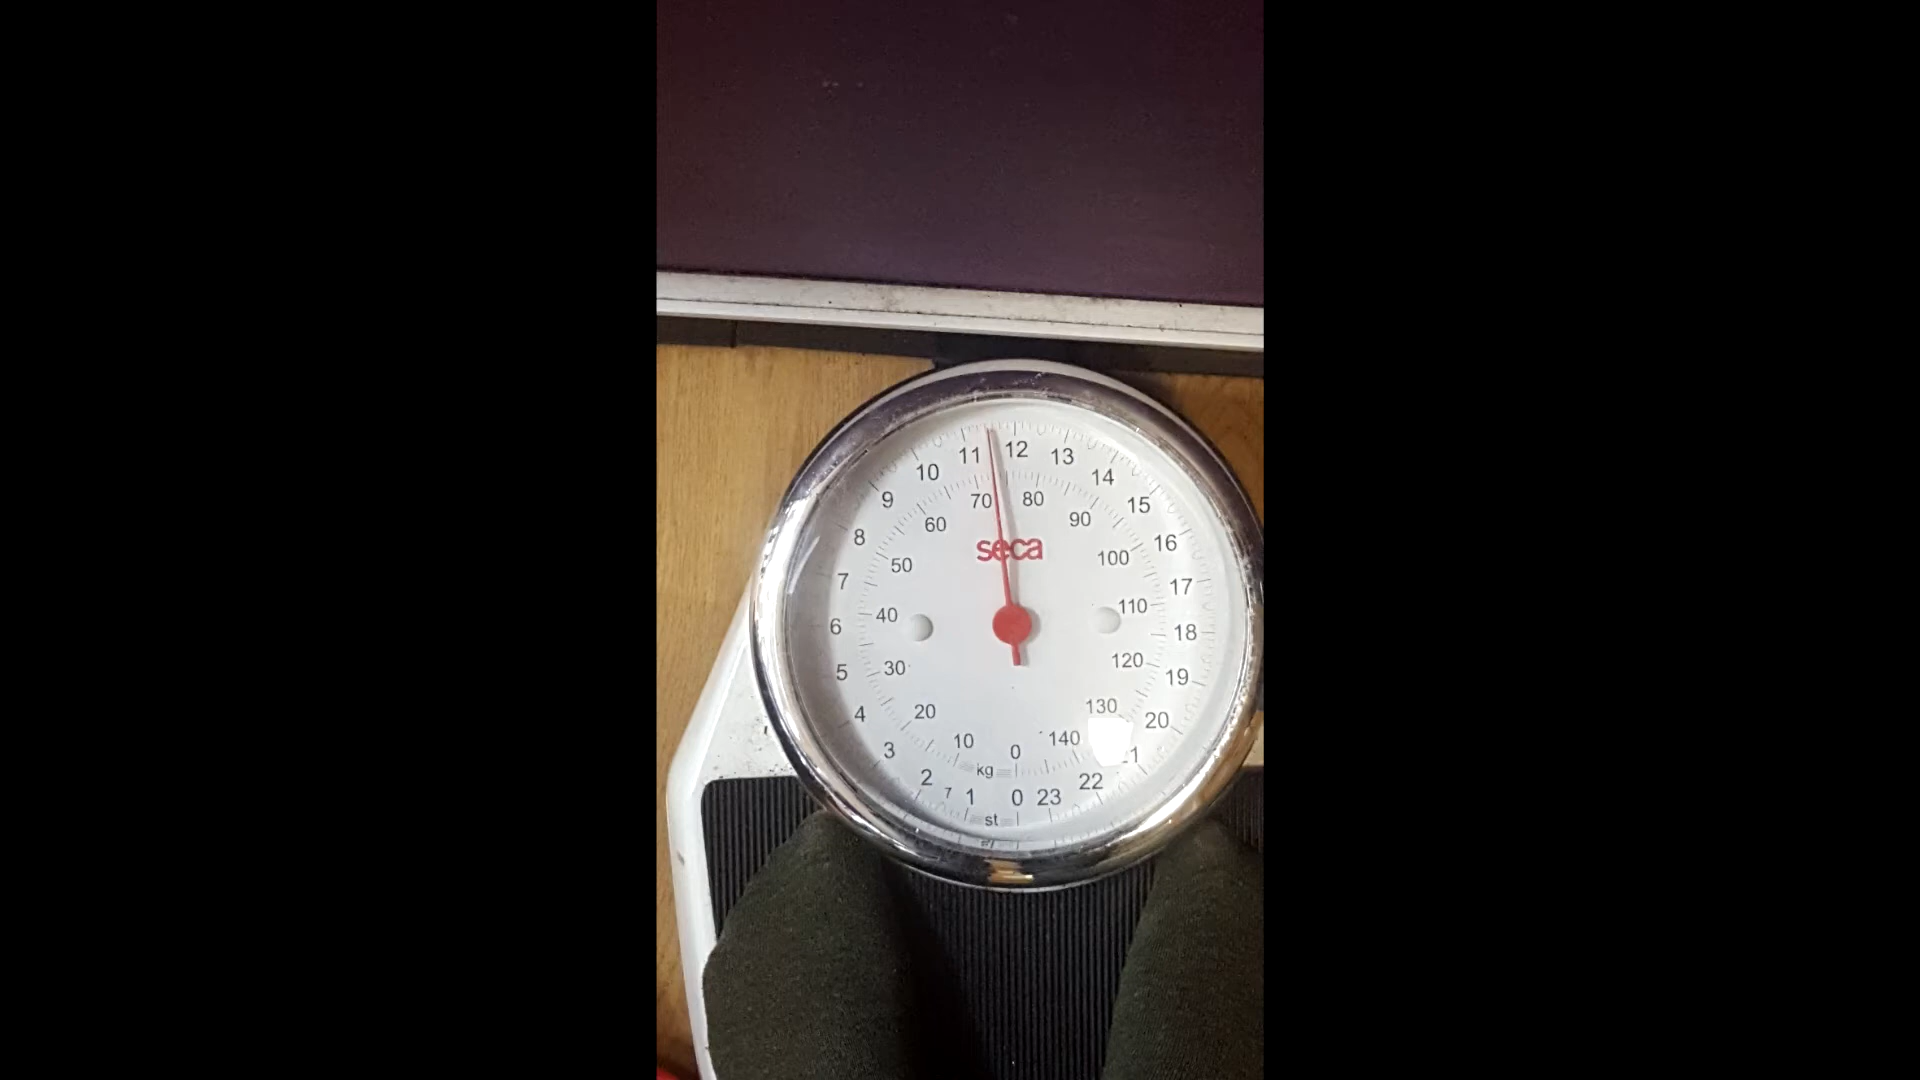 11 12 13
10 14
9 70 80 15
60 90
8 seca 16
50 100
7 17
40 110
6 18
30 120
5 19
20 130
4 20
10 0 140
3 kg
2 7 1 0 23 22
st